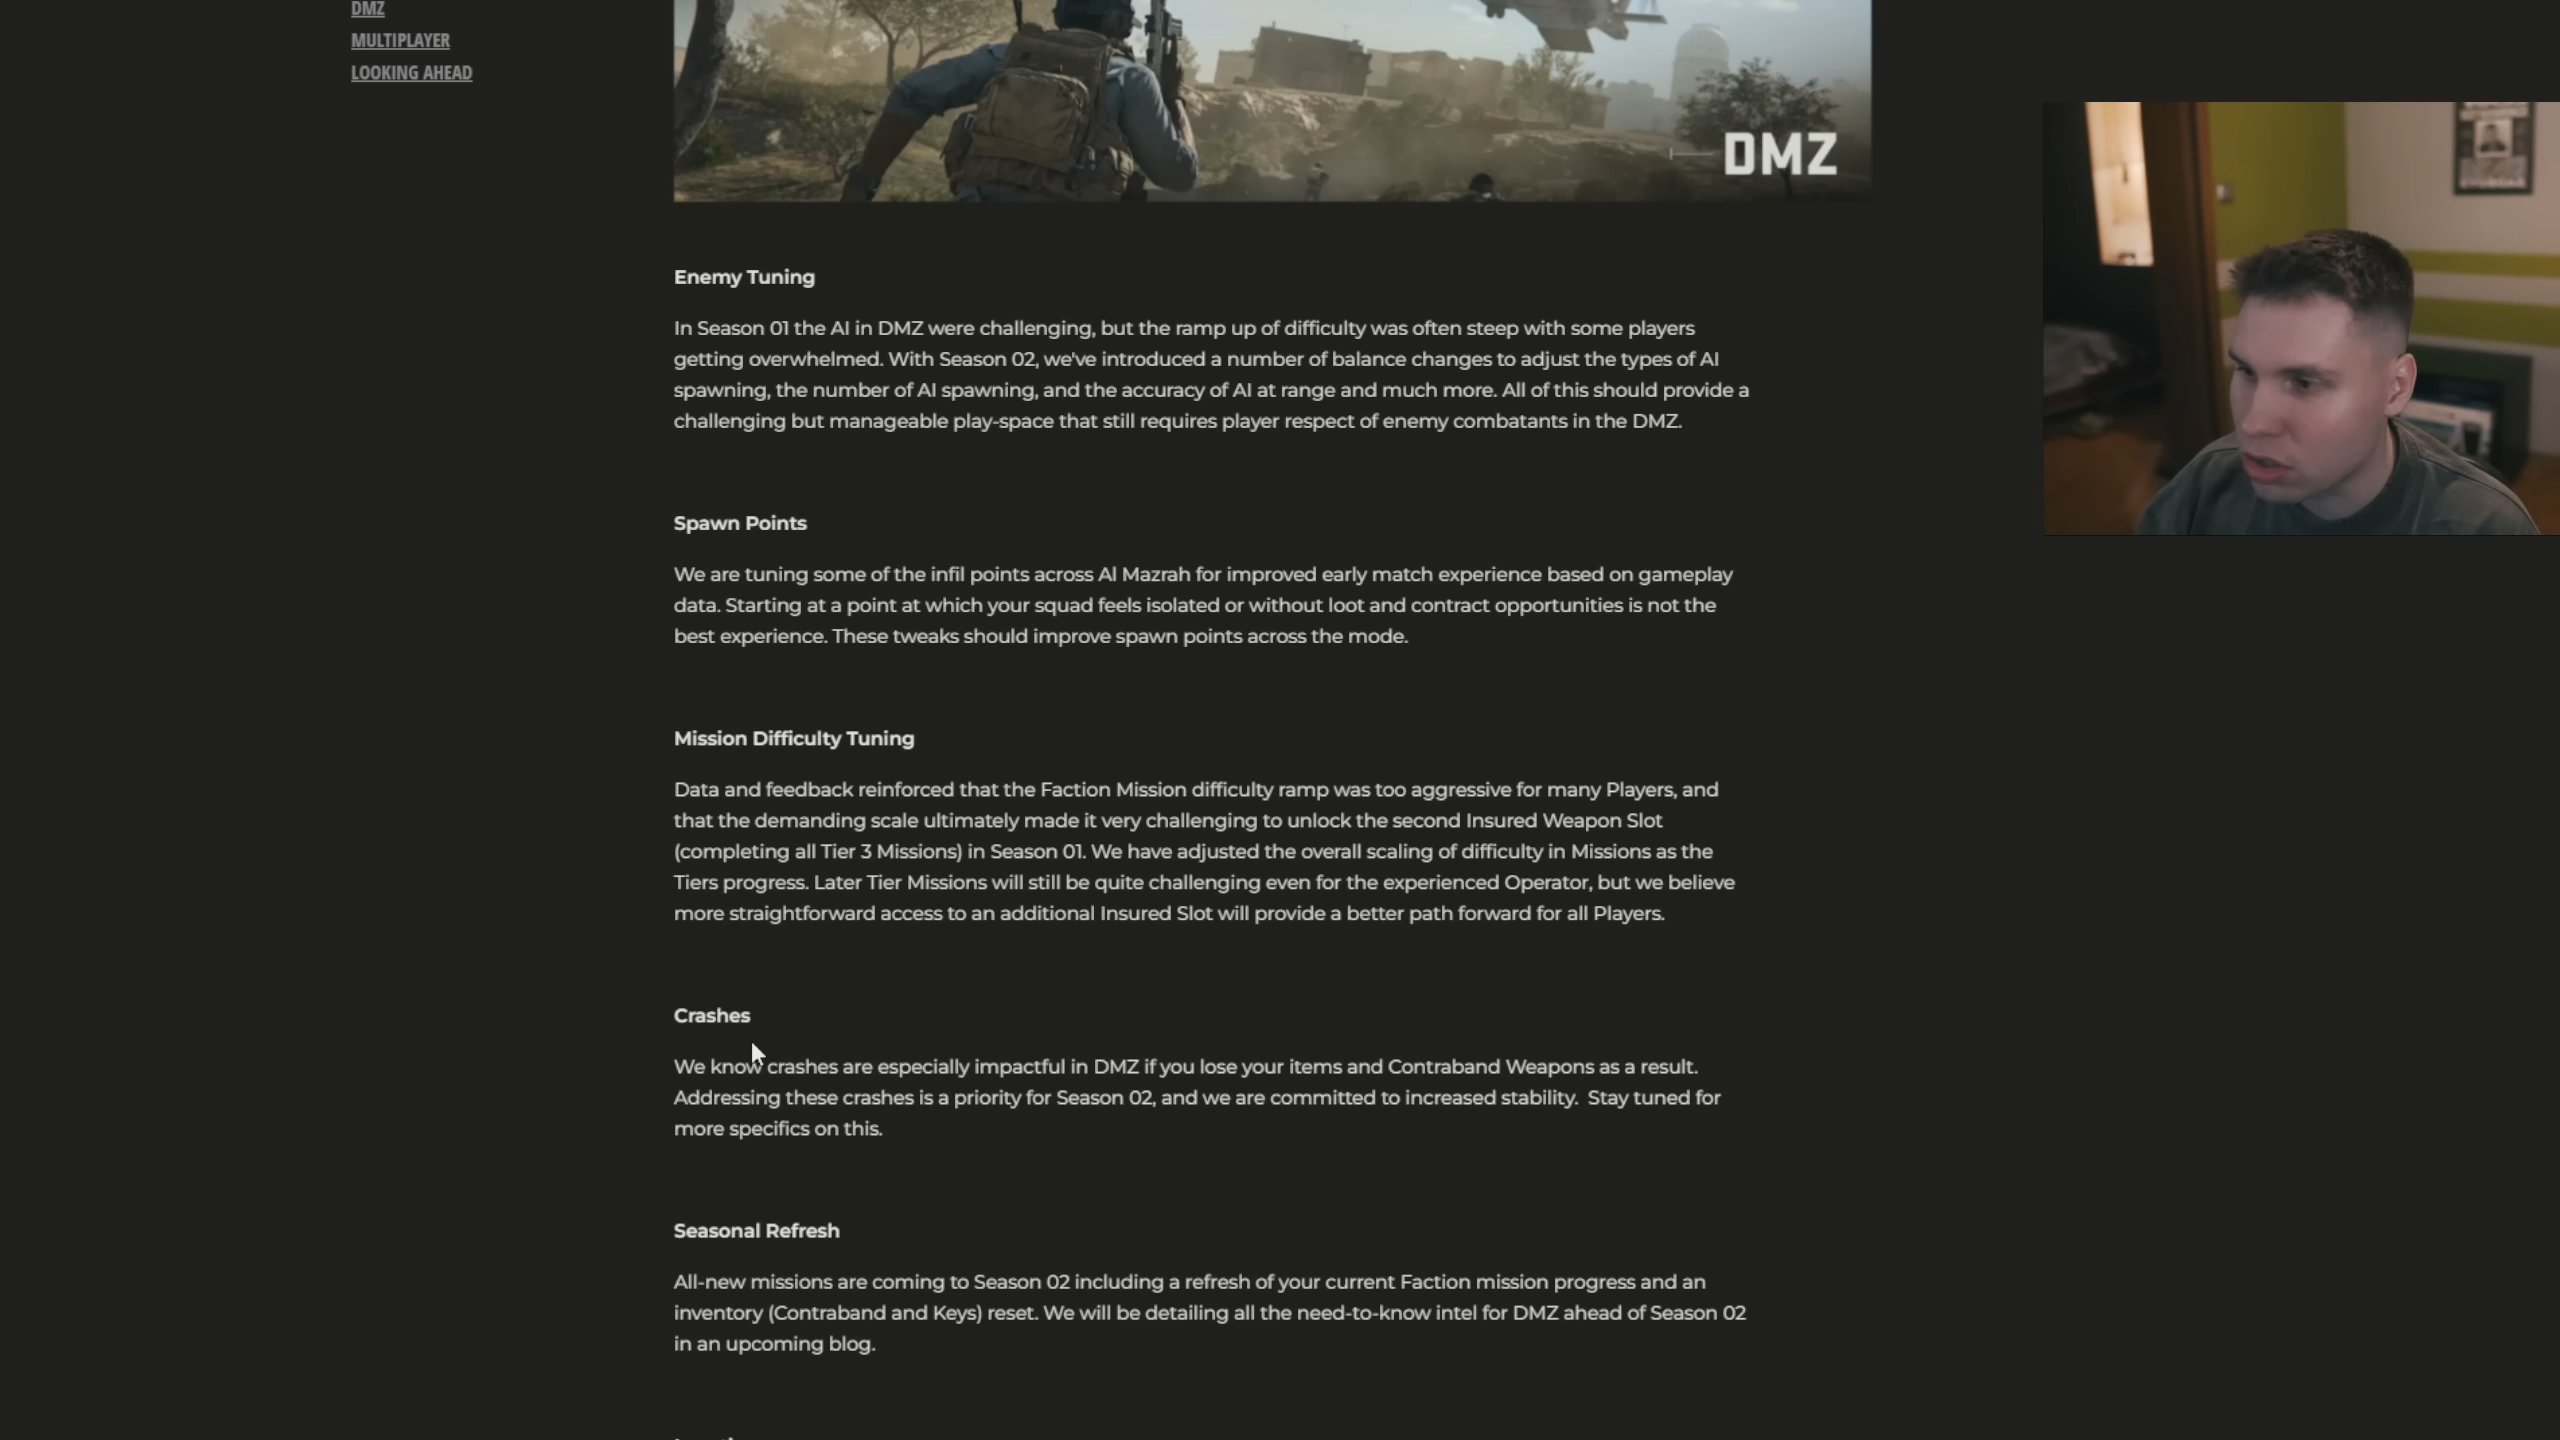 DMZ
MULTIPLAYER
LOOKING AHEAD
DMZ
Enemy Tuning
In Season 01 the AI in DMZ were challenging, but the ramp up of difficulty was often steep with some players
getting overwhelmed. With Season 02, we've introduced a number of balance changes to adjust the types of AI
spawning, the number of AI spawning, and the accuracy of AI at range and much more. All of this should provide a
challenging but manageable play-space that still requires player respect of enemy combatants in the DMZ.
Spawn Points
We are tuning some of the infil points across Al Mazrah for improved early match experience based on gameplay
data. Starting at a point at which your squad feels isolated or without loot and contract opportunities is not the
best experience. These tweaks should improve spawn points across the mode.
Mission Difficulty Tuning
Data and feedback reinforced that the Faction Mission difficulty ramp was too aggressive for many Players, and
that the demanding scale ultimately made it very challenging to unlock the second Insured Weapon Slot
(completing all Tier 3 Missions) in Season 01. We have adjusted the overall scaling of difficulty in Missions as the
Tiers progress. Later Tier Missions will still be quite challenging even for the experienced Operator, but we believe
more straightforward access to an additional Insured Slot will provide a better path forward for all Players.
Crashes
We know crashes are especially impactful in DMZ if you lose your items and Contraband Weapons as a result.
Addressing these crashes is a priority for Season 02, and we are committed to increased stability.  Stay tuned for
more specifics on this.
Seasonal Refresh
All-new missions are coming to Season 02 including a refresh of your current Faction mission progress and an
inventory (Contraband and Keys) reset. We will be detailing all the need-to-know intel for DMZ ahead of Season 02
in an upcoming blog.